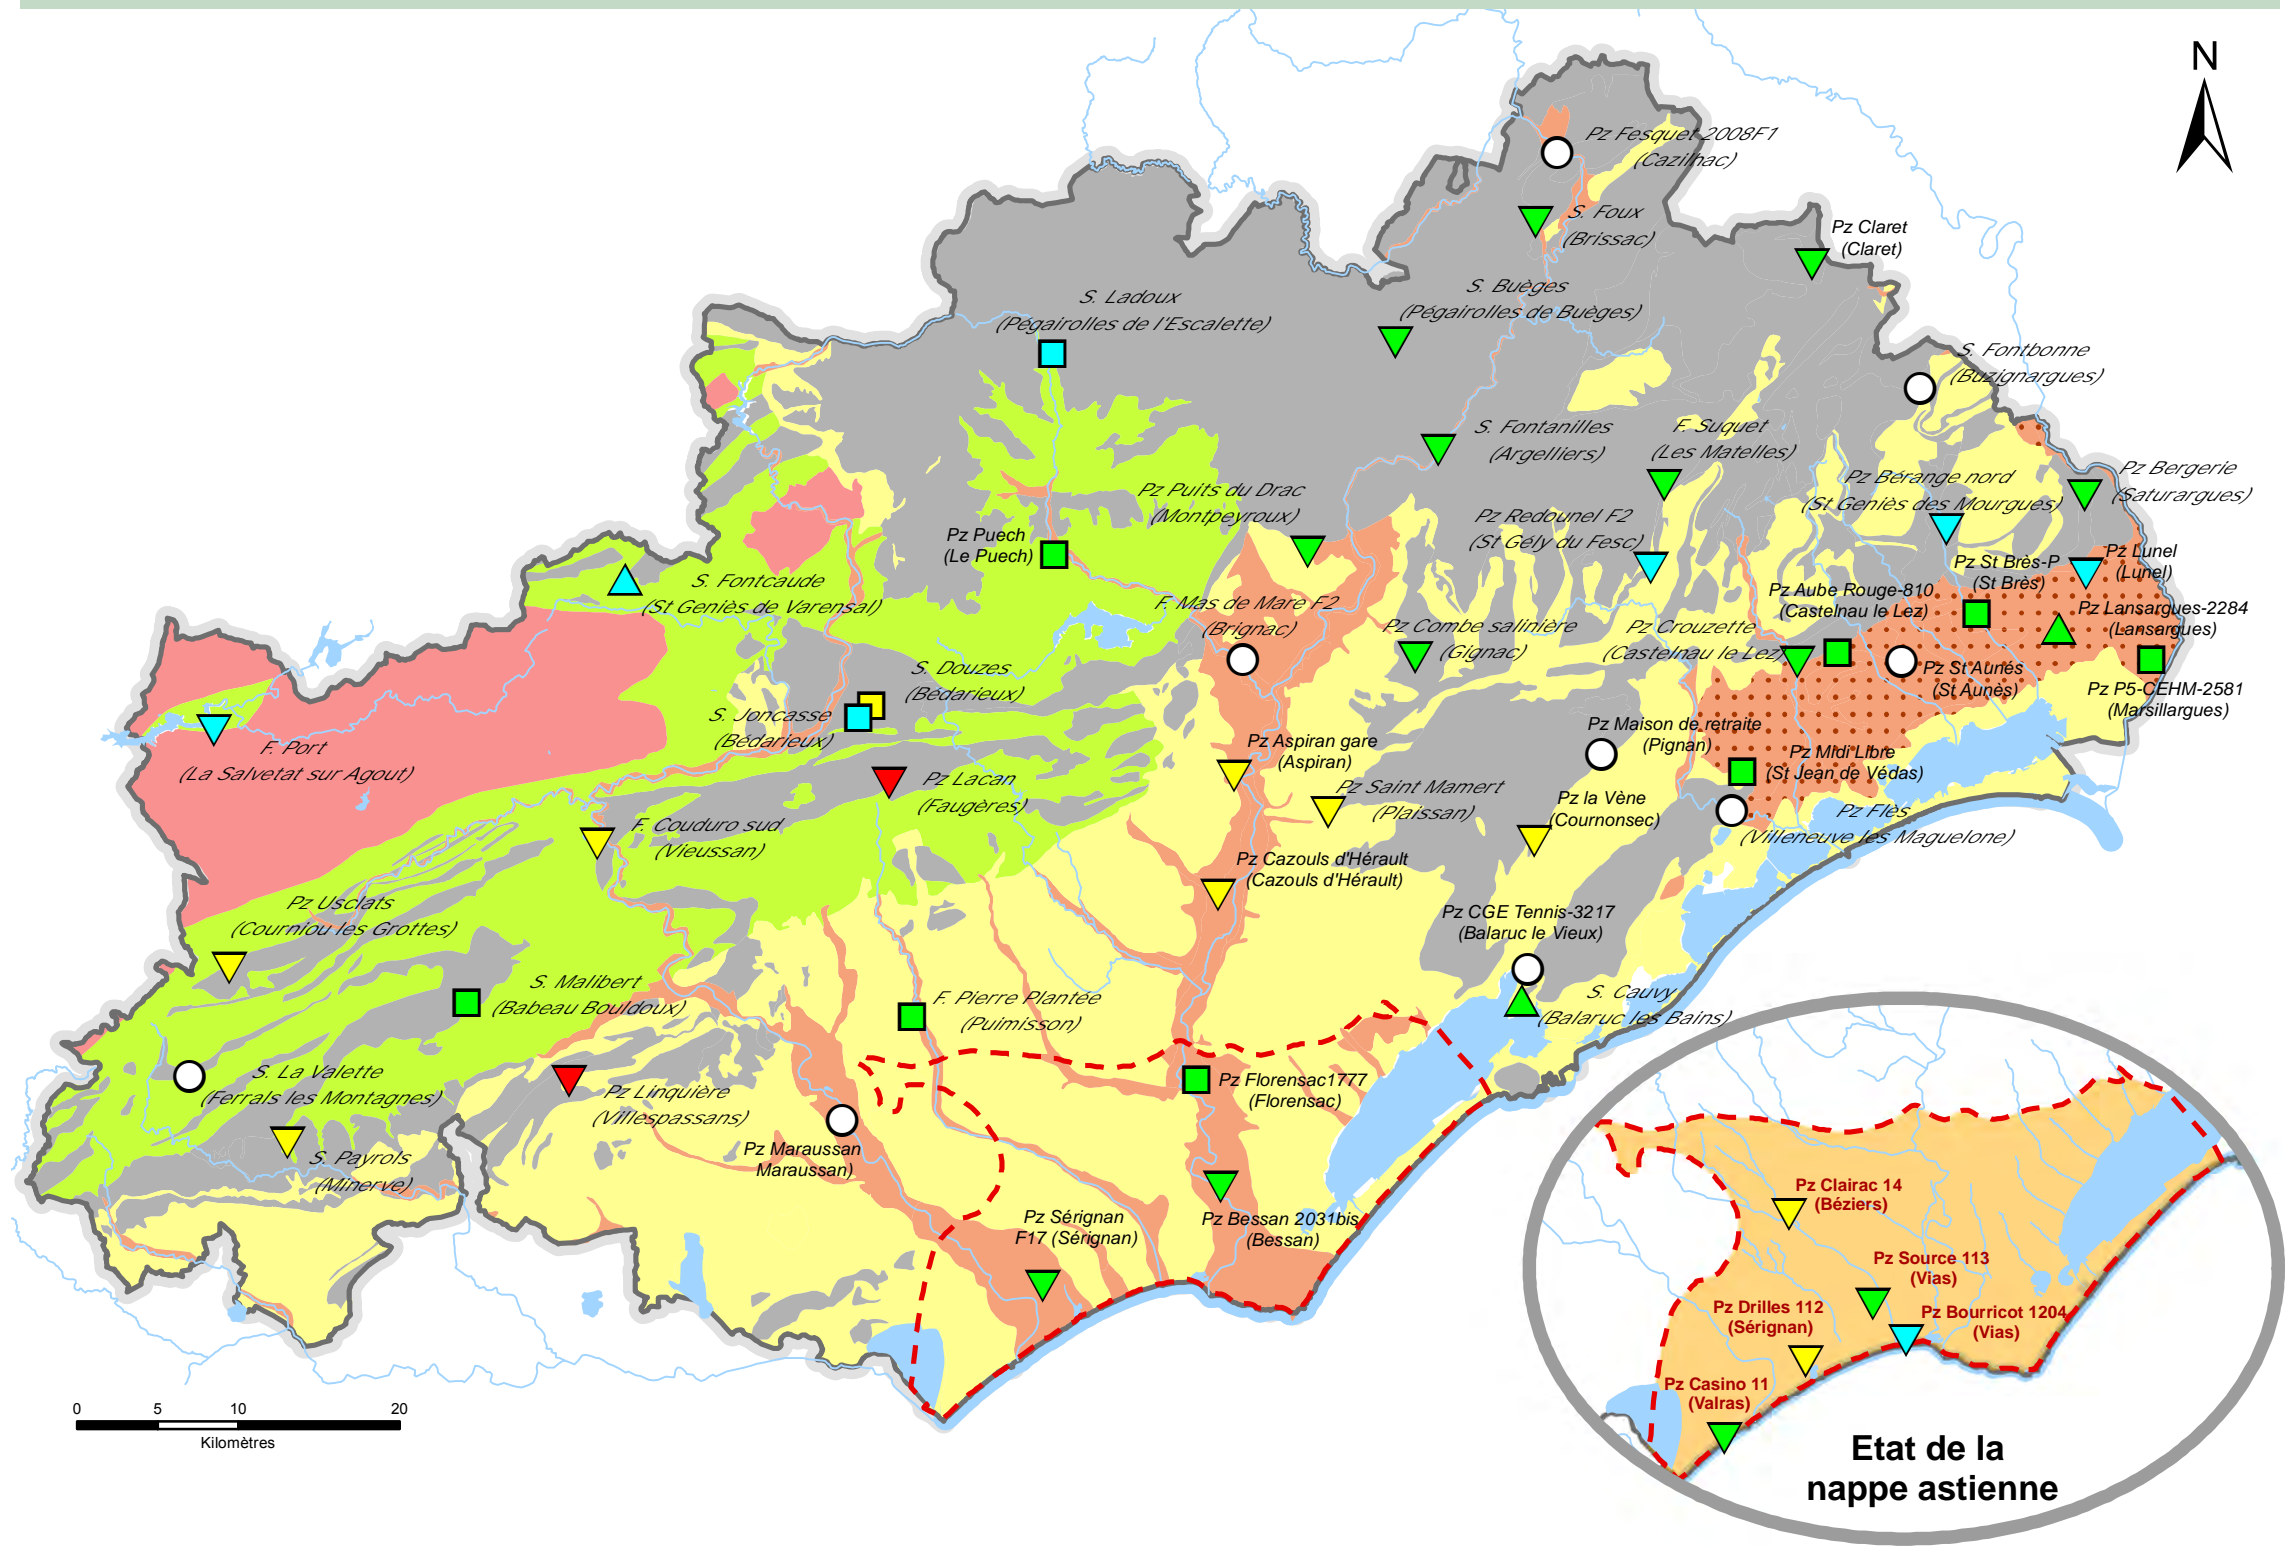 N
Pz Fesquet 2008F1
(Cazilhac)
S. Foux
(Brissac)
Pz Claret
(Claret)
S. Buèges
(Pégairolles de Buèges)
S. Ladoux
(Pégairolles de l'Escalette)
S. Fontbonne
(Buzignargues)
S. Fontanilles
(Argelliers)
F. Suquet
(Les Matelles)
Pz Bérange nord
(St Geniès des Mourgues)
Pz Bergerie
(Saturargues)
Pz Puits du Drac
(Montpeyroux)
Pz Redounel F2
(St Gély du Fesc)
Pz Puech
(Le Puech)
Pz St Brès-P
(St Brès)
Pz Lunel
(Lunel)
S. Fontcaude
(St Geniès de Varensal)
Pz Aube Rouge-810
(Castelnau le Lez)
F. Mas de Mare F2
(Brignac)
Pz Lansargues-2284
(Lansargues)
Pz Combe salinière
(Gignac)
Pz Crouzette
(Castelnau le Lez)
S. Douzes
(Bédarieux)
Pz St Aunés
(St Aunès)
Pz P5-CEHM-2581
(Marsillargues)
S. Joncasse
(Bédarieux)
Pz Maison de retraite
(Pignan)
F. Port
(La Salvetat sur Agout)
Pz Aspiran gare
(Aspiran)
Pz Midi Libre
(St Jean de Védas)
Pz Lacan
(Faugères)
Pz Saint Mamert
(Plaissan)
Pz la Vène
(Cournonsec)
Pz Flès
(Villeneuve les Maguelone)
F. Couduro sud
(Vieussan)
Pz Cazouls d'Hérault
(Cazouls d'Hérault)
Pz Usclats
(Courniou les Grottes)
Pz CGE Tennis-3217
(Balaruc le Vieux)
S. Malibert
(Babeau Bouldoux)
F. Pierre Plantée
(Puimisson)
S. Cauvy
(Balaruc les Bains)
S. La Valette
(Ferrals les Montagnes)
Pz Linquière
(Villespassans)
Pz Florensac1777
(Florensac)
Pz Maraussan
Maraussan)
S. Payrols
(Minerve)
Pz Sérignan
F17 (Sérignan)
Pz Bessan 2031bis
(Bessan)
Pz Clairac 14
(Béziers)
Pz Source 113
(Vias)
Pz Drilles 112
(Sérignan)
Pz Bourricot 1204
(Vias)
Pz Casino 11
(Valras)
0 5 10 20
Kilomètres
Etat de la
nappe astienne